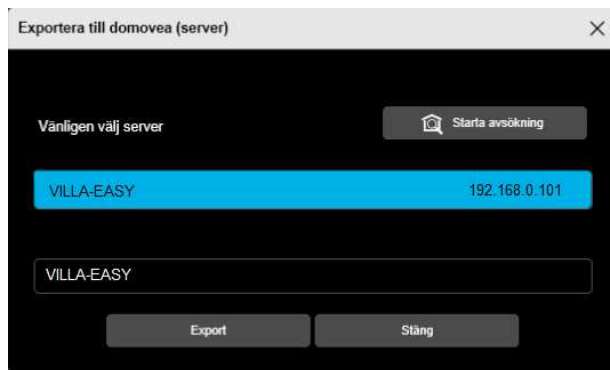 Exportera till domovea (server)
Vänligen välj server
Starta avsökning
VILLA-EASY 192.168.0.101
VILLA-EASY
Export Stäng